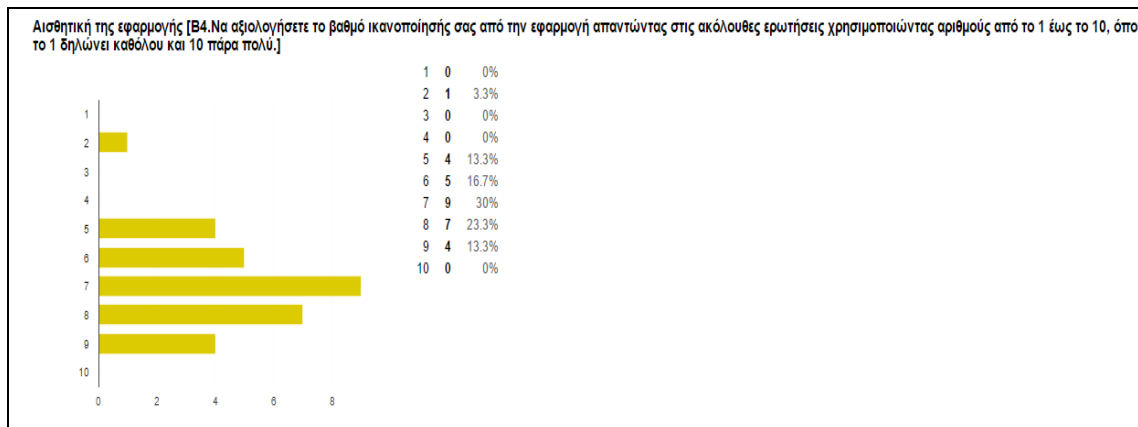 Αισθητική της εφαρμογής [Β4.Να αξιολογήσετε το βαθμό ικανοποίησής σας από την εφαρμογή απαντώντας στις ακόλουθες ερωτήσεις χρησιμοποιώντας αριθμούς από το 1 έως το 10, όπο
το 1 δηλώνει καθόλου και 10 πάρα πολύ.]
1 0 0%
2 1 3.3%
3 0 0%
4 0 0%
5 4 13.3%
6 5 16.7%
7 9 30%
8 7 23.3%
9 4 13.3%
10 0 0%
1
2
3
4
5
6
7
8
9
10
0 2 4 6 8